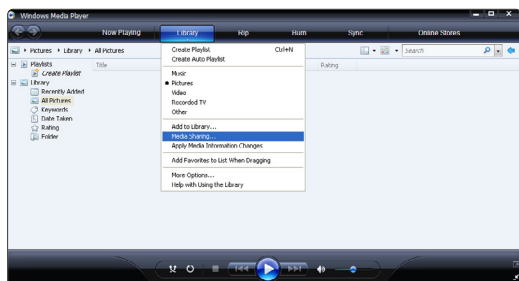 Windows Media Player
Now Playing
Library
Rip
Burn
Sync
Online Stores
Pictures Library All Pictures
Search
Playlists
Create Playlist
Library
Recently Added
All Pictures
Keywords
Date Taken
Rating
Folder
Title
Rating
Create Playlist Ctrl+N
Create Auto Playlist
Music
Pictures
Video
Recorded TV
Other
Add to Library...
Media Sharing...
Apply Media Information Changes
Add Favorites to List When Dragging
More Options...
Help with Using the Library